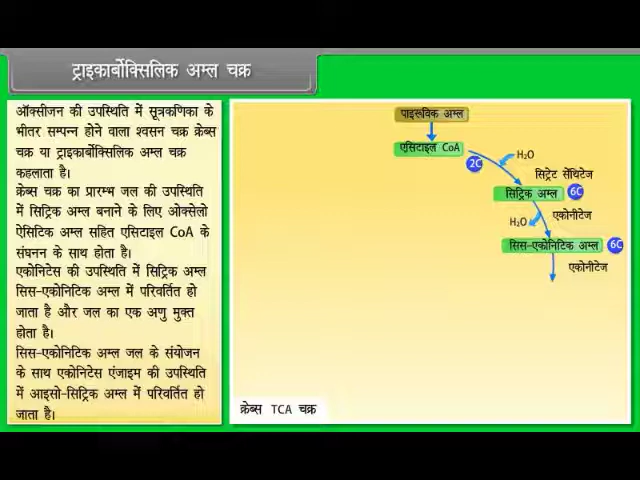 ट्राइकार्बोक्सिलिक अम्ल चक्र
ऑक्सीजन की उपस्थिति में सूत्रकणिका के
भीतर सम्पन्न होने वाला श्वसन चक्र क्रेब्स
चक्र या ट्राइकार्बोक्सिलिक अम्ल चक्र
कहलाता है।
क्रेब्स चक्र का प्रारम्भ जल की उपस्थिति
में सिट्रिक अम्ल बनाने के लिए ओक्सेलो
ऐसिटिक अम्ल सहित एसिटाइल CoA के
संघनन के साथ होता है।
एकोनिटेस की उपस्थिति में सिट्रिक अम्ल
सिस-एकोनिटिक अम्ल में परिवर्तित हो
जाता है और जल का एक अणु मुक्त
होता है।
सिस-एकोनिटिक अम्ल जल के संयोजन
के साथ एकोनिटेस एंजाइम की उपस्थिति
में आइसो-सिट्रिक अम्ल में परिवर्तित हो
जाता है।
पाइरूविक अम्ल
एसिटाइल CoA
2C
H₂O
सिट्रेट सेंथिटेज
सिट्रिक अम्ल
6C
H₂O
एकोनीटेज
सिस-एकोनिटिक अम्ल
6C
एकोनीटेज
क्रेब्स TCA चक्र